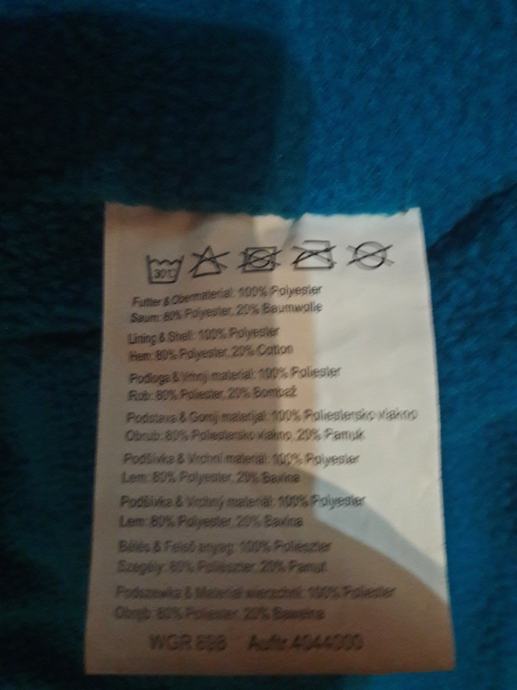 30°C
Futter & Obermaterial: 100% Polyester
Saum: 80% Polyester, 20% Baumwolle
Lining & Shell: 100% Polyester
Hem: 80% Polyester, 20% Cotton
Podloga & Vrhnji material: 100% Poliester
Rob: 80% Poliester, 20% Bombaž
Podstava & Gornji materijal: 100% Poliestersko vlakno
Obrub: 80% Poliestersko vlakno, 20% Pamuk
Podšívka & Vrchní materiál: 100% Polyester
Lem: 80% Polyester, 20% Bavlna
Podšívka & Vrchný materiál: 100% Polyester
Lem: 80% Polyester, 20% Bavlna
Bélés & Felső anyag: 100% Poliészter
Szegély: 80% Poliészter, 20% Pamut
Podszewka & Materiał wierzchni: 100% Poliester
Obrąb: 80% Poliester, 20% Bawełna
WGR Auftr.